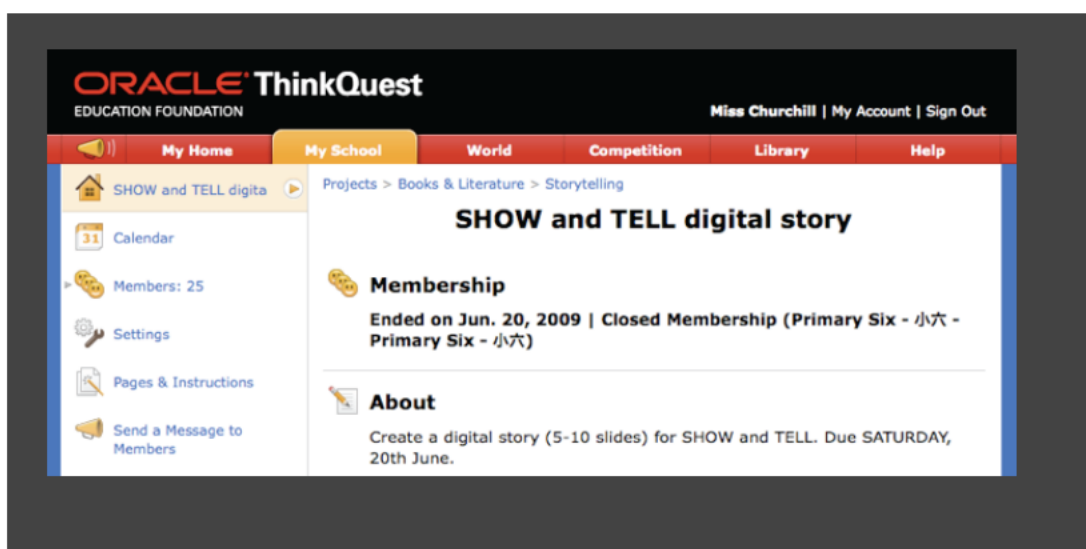 ORACLE ThinkQuest
EDUCATION FOUNDATION
Miss Churchill | My Account | Sign Out
My Home My School World Competition Library Help
SHOW and TELL digita
31 Calendar
Members: 25
Settings
Pages & Instructions
Send a Message to
Members
Projects > Books & Literature > Storytelling
SHOW and TELL digital story
Membership
Ended on Jun. 20, 2009 | Closed Membership (Primary Six - 小六 -
Primary Six - 小六)
About
Create a digital story (5-10 slides) for SHOW and TELL. Due SATURDAY,
20th June.